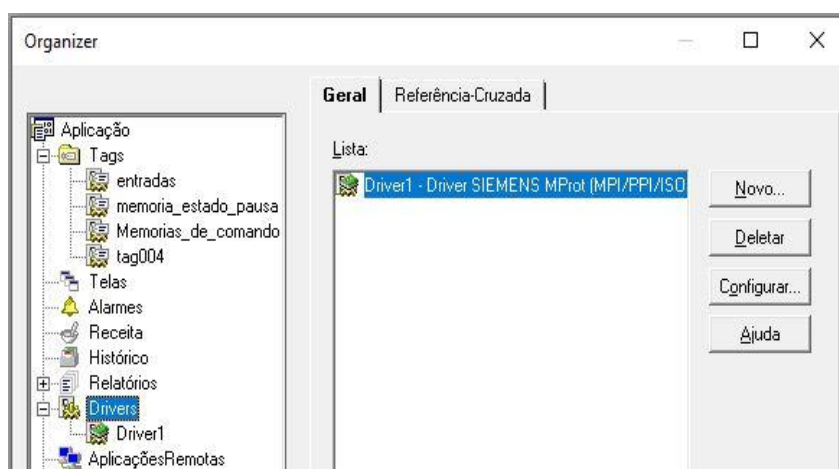 Organizer
Geral
Referência-Cruzada
Aplicação
Tags
entradas
memoria_estado_pausa
Memorias_de_comando
tag004
Telas
Alarmes
Receita
Histórico
Relatórios
Drivers
Driver1
AplicaçõesRemotas
Lista:
Driver1 - Driver SIEMENS MProt (MPI/PPI/ISO
Novo...
Deletar
Configurar...
Ajuda